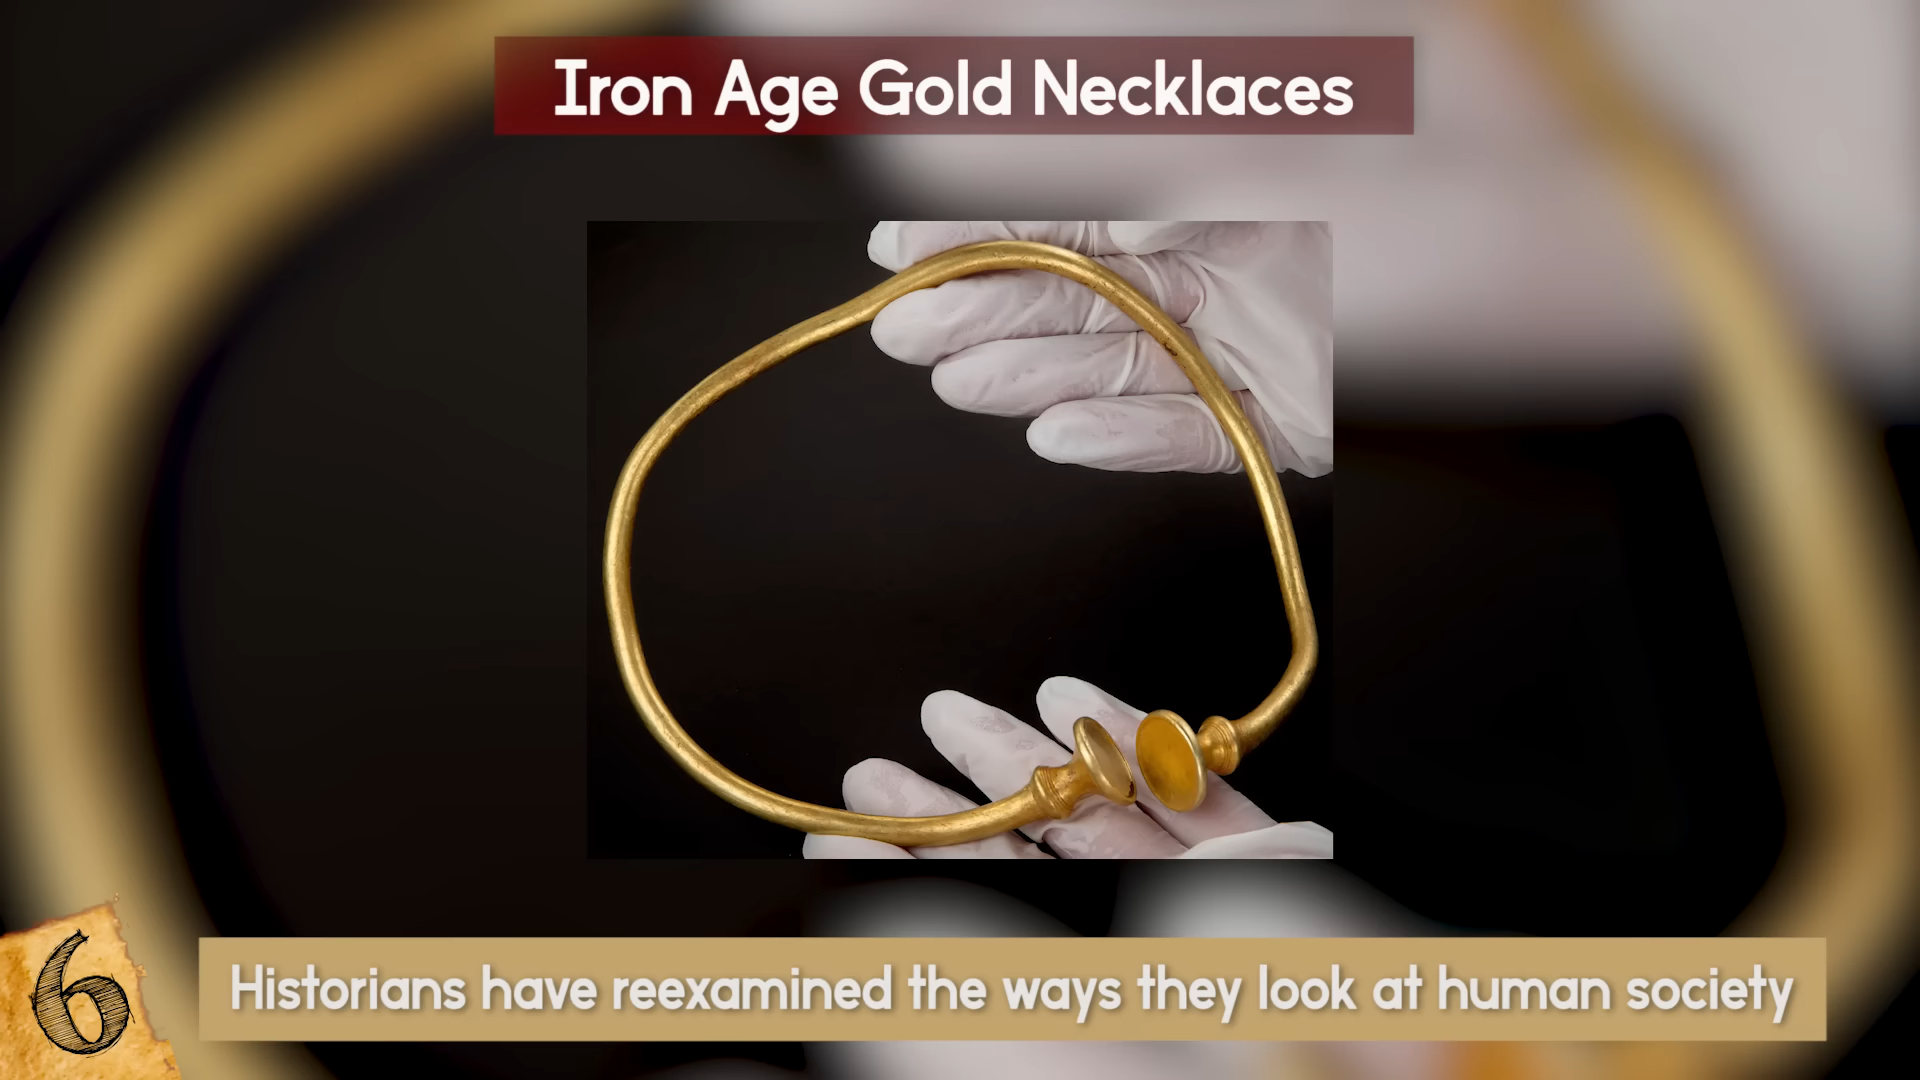 Iron Age Gold Necklaces
6
Historians have reexamined the ways they look at human society